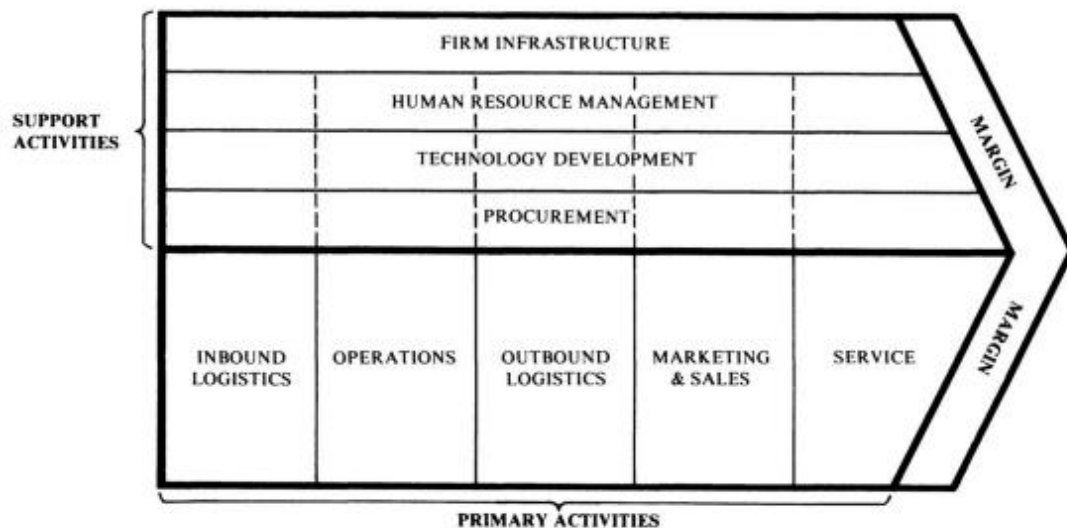 FIRM INFRASTRUCTURE
HUMAN RESOURCE MANAGEMENT
SUPPORT
ACTIVITIES
TECHNOLOGY DEVELOPMENT
PROCUREMENT
MARGIN
MARGIN
INBOUND
LOGISTICS
OPERATIONS
OUTBOUND
LOGISTICS
MARKETING
& SALES
SERVICE
PRIMARY ACTIVITIES